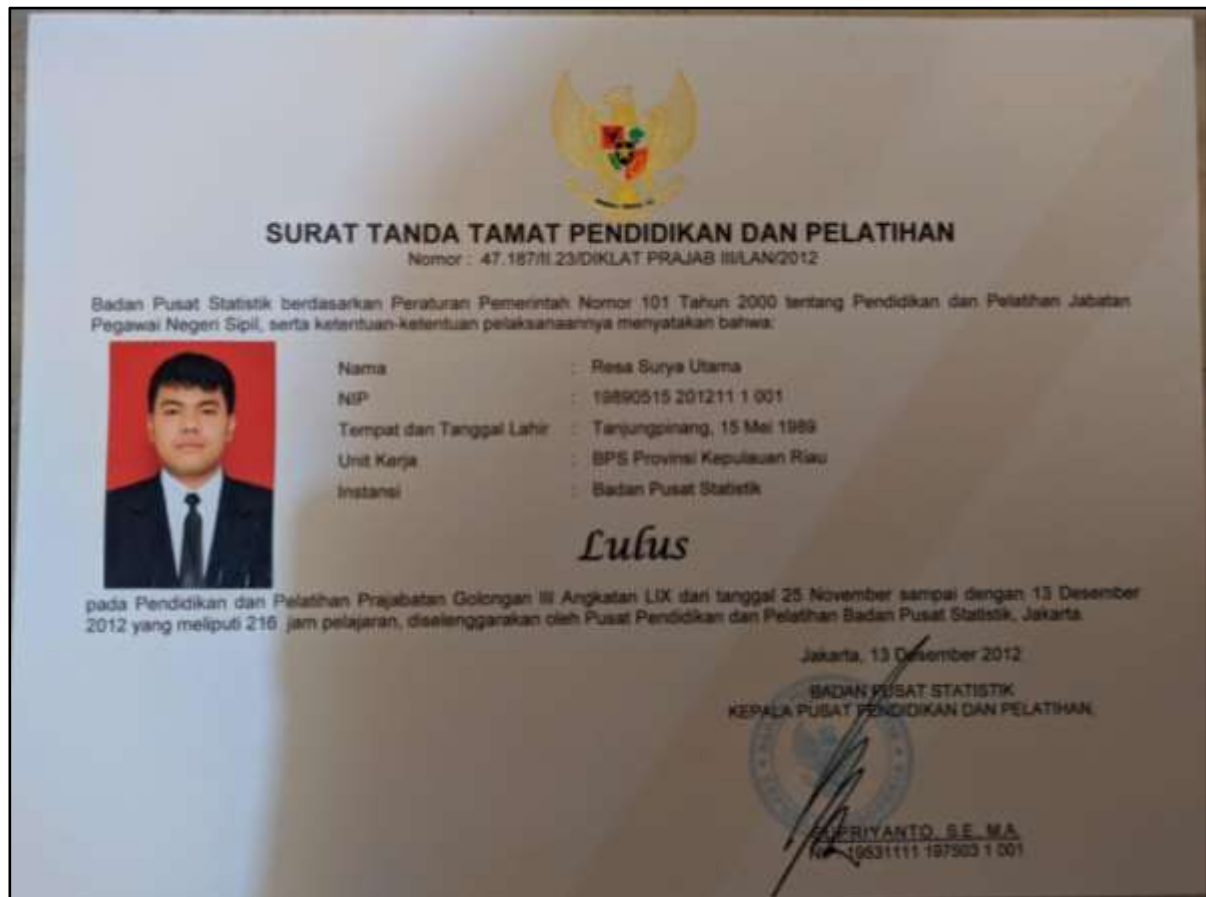 SURAT TANDA TAMAT PENDIDIKAN DAN PELATIHAN
Nomor : 47.187/II.23/DIKLAT PRAJAB III/LAN/2012
Badan Pusat Statistik berdasarkan Peraturan Pemerintah Nomor 101 Tahun 2000 tentang Pendidikan dan Pelatihan Jabatan
Pegawai Negeri Sipil, serta ketentuan-ketentuan pelaksanaannya menyatakan bahwa:
Nama : Resa Surya Utama
NIP : 19890515 201211 1 001
Tempat dan Tanggal Lahir : Tanjungpinang, 15 Mei 1989
Unit Kerja : BPS Provinsi Kepulauan Riau
Instansi : Badan Pusat Statistik
Lulus
pada Pendidikan dan Pelatihan Prajabatan Golongan III Angkatan LIX dari tanggal 25 November sampai dengan 13 Desember
2012 yang meliputi 216 jam pelajaran, diselenggarakan oleh Pusat Pendidikan dan Pelatihan Badan Pusat Statistik, Jakarta.
Jakarta, 13 Desember 2012
BADAN PUSAT STATISTIK
KEPALA PUSAT PENDIDIKAN DAN PELATIHAN,
SUPRIYANTO, S.E., M.A.
19531111 197503 1 001